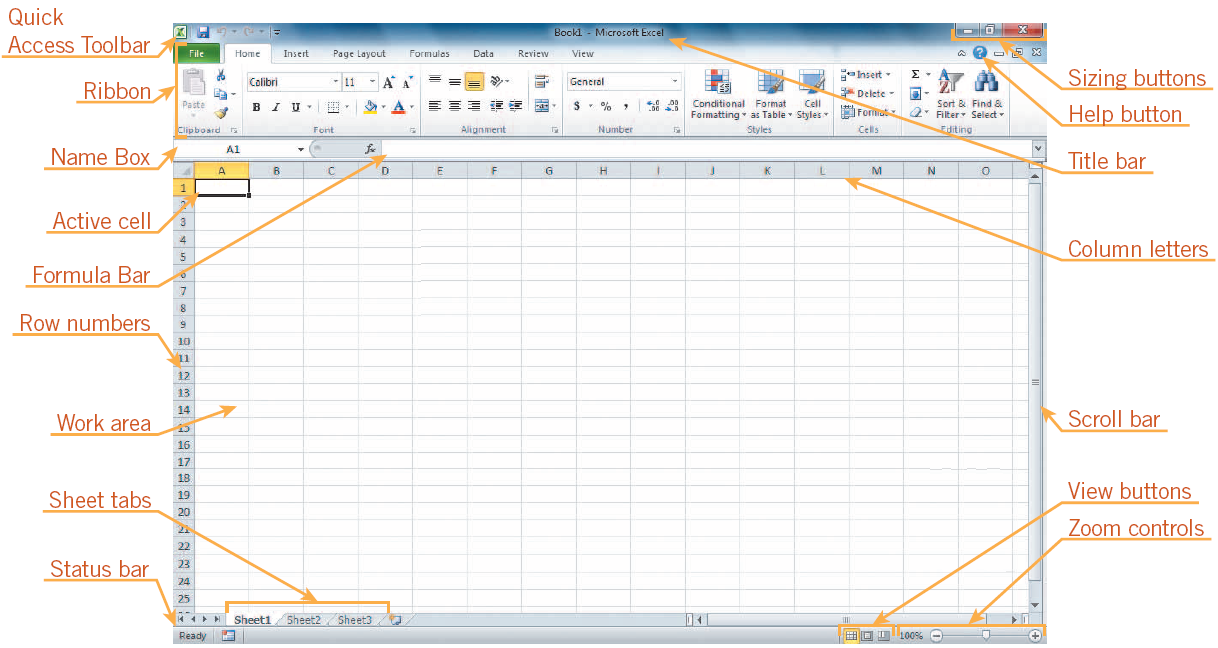 Quick
Access Toolbar
Ribbon
Name Box
Active cell
Formula Bar
Row numbers
Work area
Sheet tabs
Status bar
Book1 - Microsoft Excel
File Home Insert Page Layout Formulas Data Review View
Calibri 11 General Insert Σ
Delete
Paste B I U $ % , .00 Conditional Format Cell Format Sort & Find &
Formatting as Table Styles Filter Select
Clipboard Font Alignment Number Styles Cells Editing
A1 fx
A B C D E F G H I J K L M N O
1
2
3
4
5
6
7
8
9
10
11
12
13
14
15
16
17
18
19
20
21
22
23
24
25
Sheet1 Sheet2 Sheet3
Ready 100%
Sizing buttons
Help button
Title bar
Column letters
Scroll bar
View buttons
Zoom controls